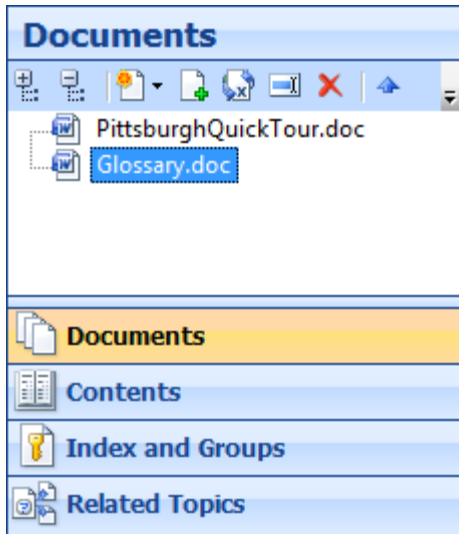 Documents
PittsburghQuickTour.doc
Glossary.doc
Documents
Contents
Index and Groups
Related Topics